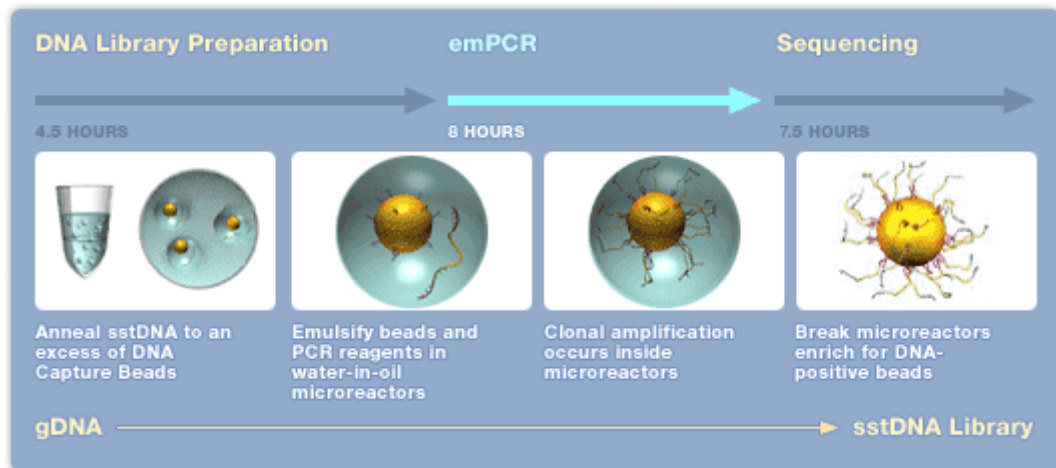 DNA Library Preparation
emPCR
Sequencing
4.5 HOURS
8 HOURS
7.5 HOURS
Anneal sstDNA to an
excess of DNA
Capture Beads
Emulsify beads and
PCR reagents in
water-in-oil
microreactors
Clonal amplification
occurs inside
microreactors
Break microreactors
enrich for DNA-
positive beads
gDNA
sstDNA Library